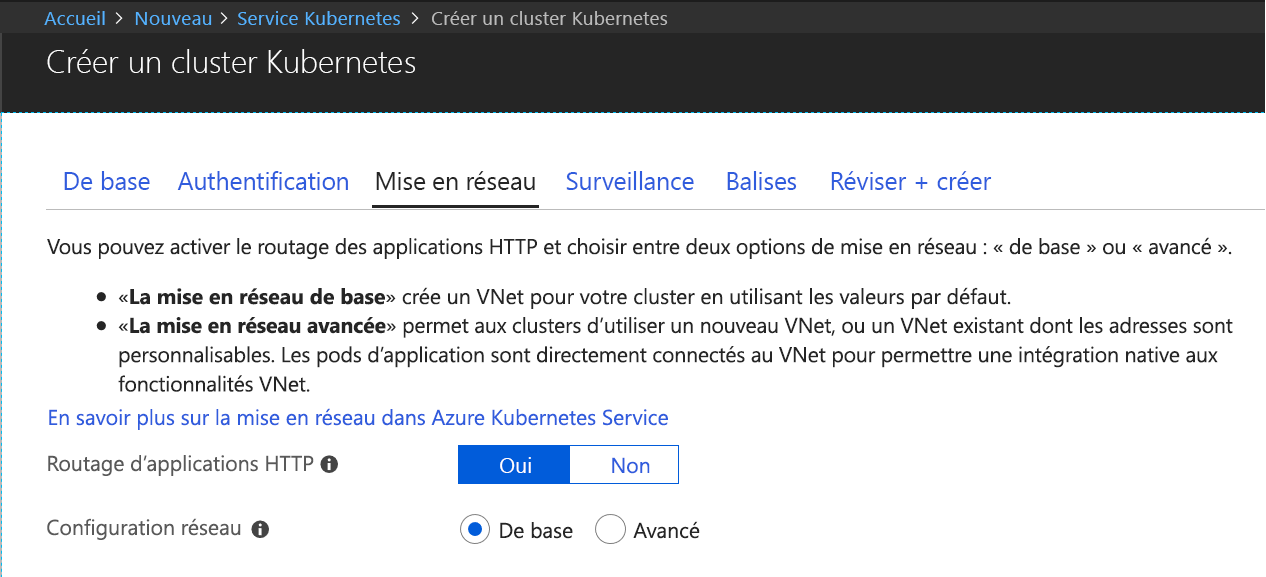 Accueil > Nouveau > Service Kubernetes > Créer un cluster Kubernetes
Créer un cluster Kubernetes
De base Authentification Mise en réseau Surveillance Balises Réviser + créer
Vous pouvez activer le routage des applications HTTP et choisir entre deux options de mise en réseau : « de base » ou « avancé ».
• «La mise en réseau de base» crée un VNet pour votre cluster en utilisant les valeurs par défaut.
• «La mise en réseau avancée» permet aux clusters d’utiliser un nouveau VNet, ou un VNet existant dont les adresses sont
personnalisables. Les pods d’application sont directement connectés au VNet pour permettre une intégration native aux
fonctionnalités VNet.
En savoir plus sur la mise en réseau dans Azure Kubernetes Service
Routage d’applications HTTP Oui Non
Configuration réseau De base Avancé